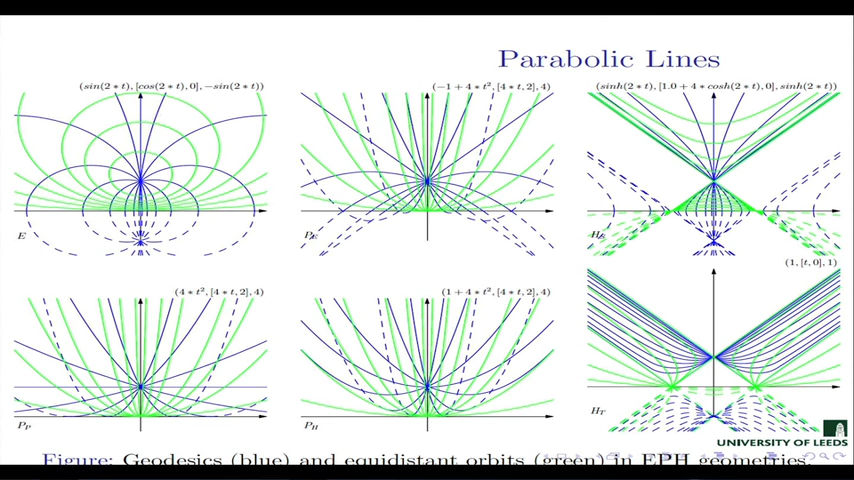 Parabolic Lines
(sin(2 * t), [cos(2 * t), 0], −sin(2 * t))
(−1 + 4 * t², [4 * t, 2], 4)
(sinh(2 * t), [1.0 + 4 * cosh(2 * t), 0], sinh(2 * t))
E
P_E
(1, [t, 0], 1)
(4 * t², [4 * t, 2], 4)
(1 + 4 * t², [4 * t, 2], 4)
P_P
P_H
H_T
UNIVERSITY OF LEEDS
Figure: Geodesics (blue) and equidistant orbits (green) in EPH geometries.